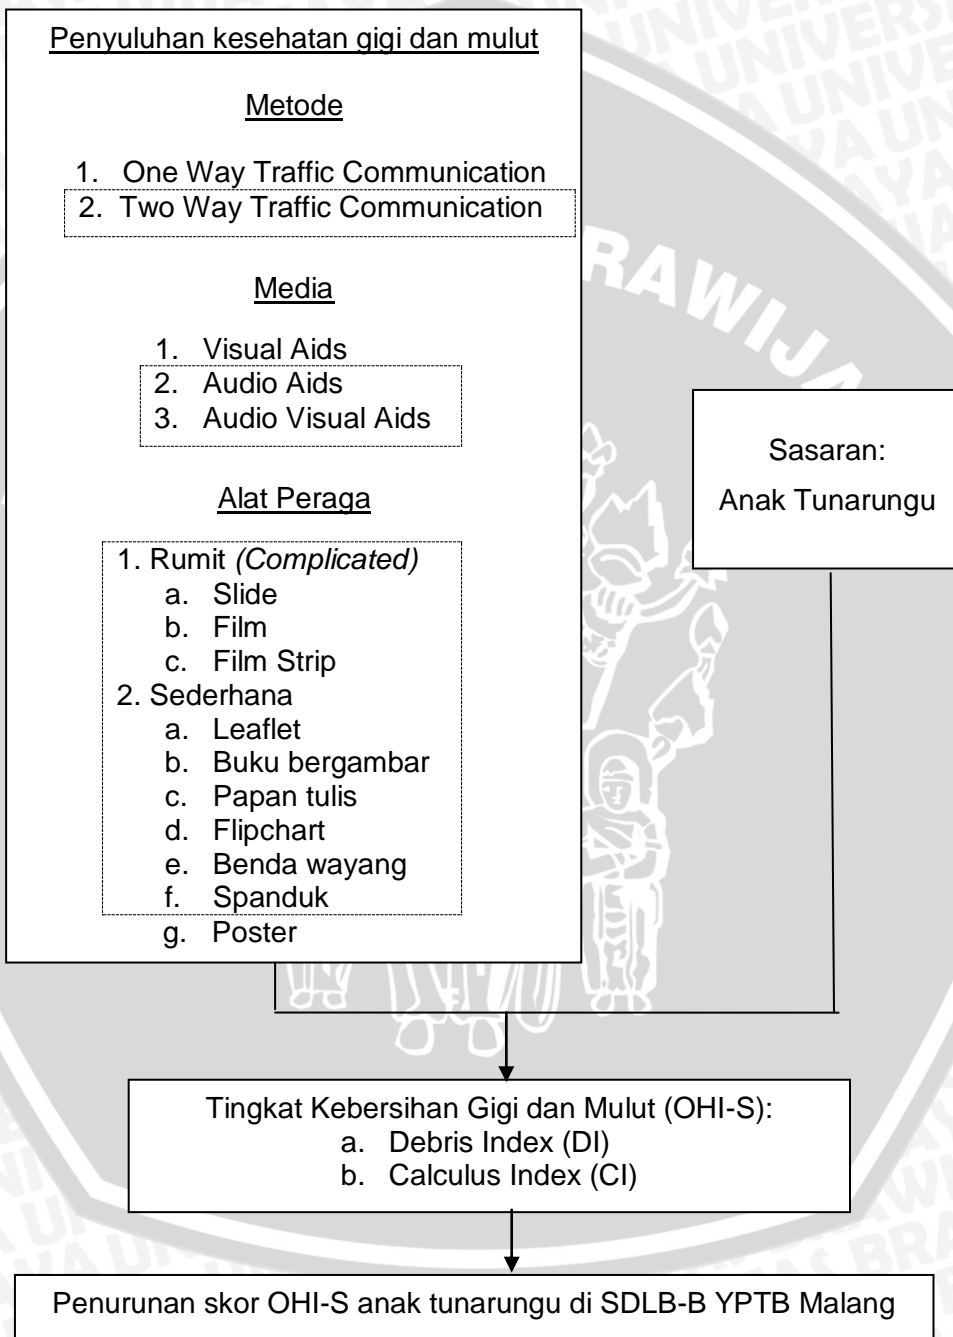 Penyuluhan kesehatan gigi dan mulut
Metode
1. One Way Traffic Communication
2. Two Way Traffic Communication
Media
1. Visual Aids
2. Audio Aids
3. Audio Visual Aids
Alat Peraga
1. Rumit (Complicated)
a. Slide
b. Film
c. Film Strip
2. Sederhana
a. Leaflet
b. Buku bergambar
c. Papan tulis
d. Flipchart
e. Benda wayang
f. Spanduk
g. Poster
Sasaran:
Anak Tunarungu
Tingkat Kebersihan Gigi dan Mulut (OHI-S):
a. Debris Index (DI)
b. Calculus Index (CI)
Penurunan skor OHI-S anak tunarungu di SDLB-B YPTB Malang